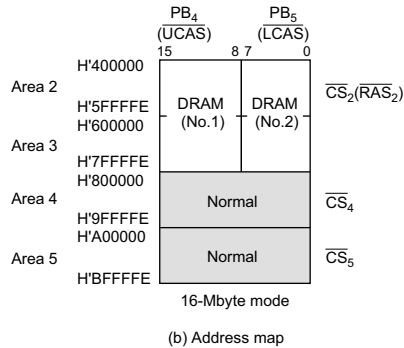 PB4 PB5
(UCAS) (LCAS)
15 8 7 0
H'400000
Area 2
H'5FFFFE
H'600000
DRAM (No.1)
DRAM (No.2)
CS2(RAS2)
Area 3
H'7FFFFE
H'800000
Area 4
Normal
CS4
H'9FFFFE
H'A00000
Area 5
Normal
CS5
H'BFFFFE
16-Mbyte mode
(b) Address map